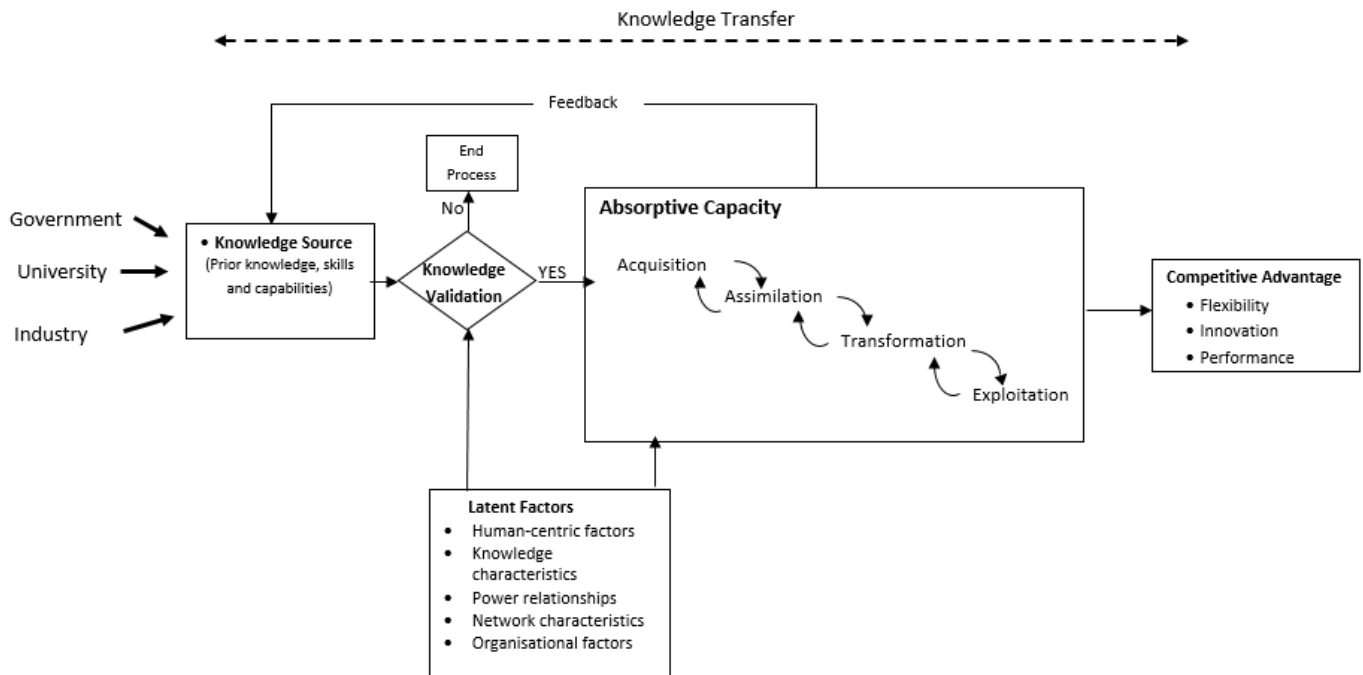 Knowledge Transfer
Feedback
End
Process
No
Government
University
Industry
• Knowledge Source
(Prior knowledge, skills
and capabilities)
Knowledge
Validation
YES
Absorptive Capacity
Acquisition
Assimilation
Transformation
Exploitation
Competitive Advantage
• Flexibility
• Innovation
• Performance
Latent Factors
• Human-centric factors
• Knowledge
characteristics
• Power relationships
• Network characteristics
• Organisational factors